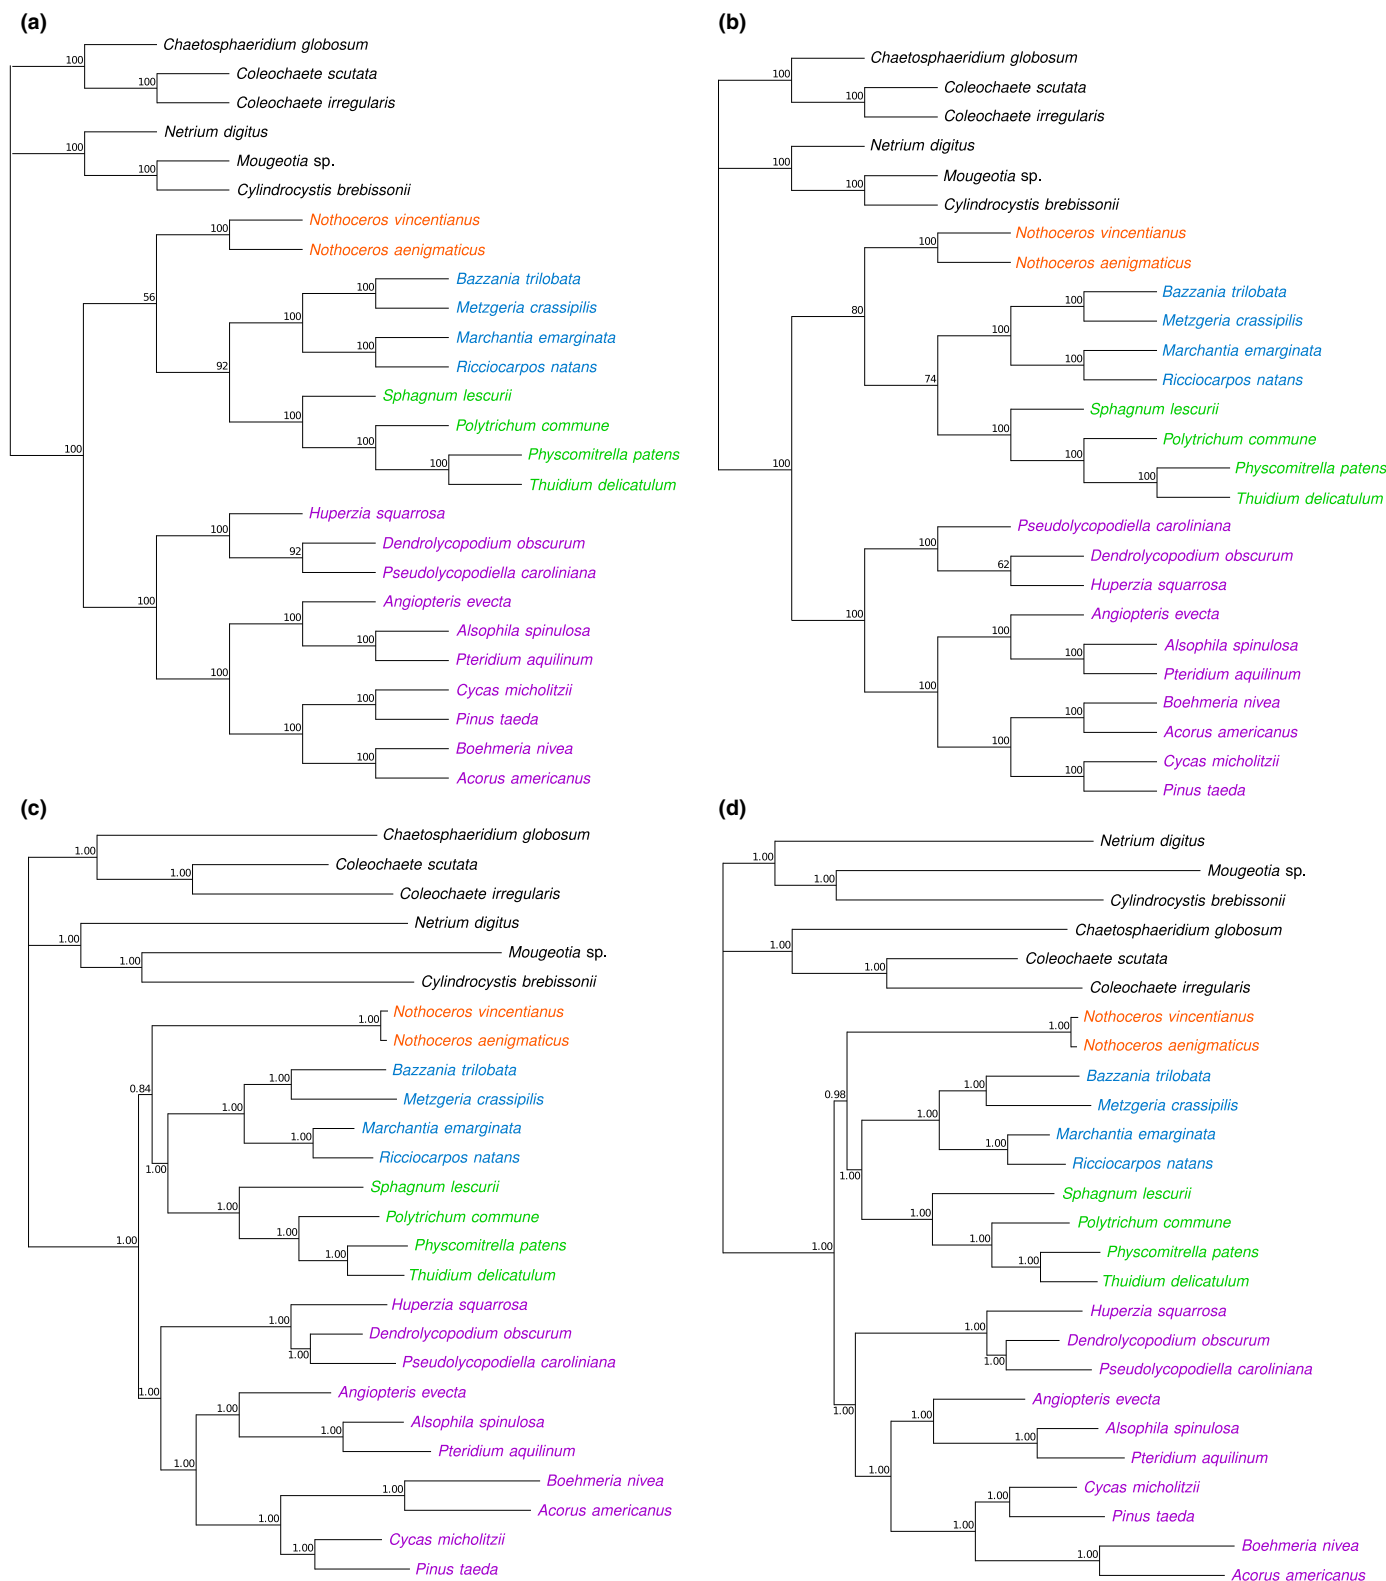 (a)
Chaetosphaeridium globosum
100
Coleochaete scutata
100
Coleochaete irregularis
Netrium digitus
100
Mougeotia sp.
100
Cylindrocystis brebissonii
Nothoceros vincentianus
100
Nothoceros aenigmaticus
Bazzania trilobata
100
56
Metzgeria crassipilis
100
Marchantia emarginata
100
92
Ricciocarpos natans
Sphagnum lescurii
100
Polytrichum commune
100
100
Physcomitrella patens
100
Thuidium delicatulum
Huperzia squarrosa
100
Dendrolycopodium obscurum
92
Pseudolycopodiella caroliniana
100
Angiopteris evecta
100
Alsophila spinulosa
100
Pteridium aquilinum
100
Cycas micholitzii
100
Pinus taeda
100
Boehmeria nivea
100
Acorus americanus
(b)
Chaetosphaeridium globosum
100
Coleochaete scutata
100
Coleochaete irregularis
Netrium digitus
100
Mougeotia sp.
100
Cylindrocystis brebissonii
Nothoceros vincentianus
100
Nothoceros aenigmaticus
Bazzania trilobata
100
80
Metzgeria crassipilis
100
Marchantia emarginata
100
74
Ricciocarpos natans
Sphagnum lescurii
100
Polytrichum commune
100
100
Physcomitrella patens
100
Thuidium delicatulum
Pseudolycopodiella caroliniana
100
Dendrolycopodium obscurum
62
Huperzia squarrosa
100
Angiopteris evecta
100
Alsophila spinulosa
100
Pteridium aquilinum
100
Boehmeria nivea
100
Acorus americanus
100
Cycas micholitzii
100
Pinus taeda
(c)
Chaetosphaeridium globosum
1.00
Coleochaete scutata
1.00
Coleochaete irregularis
Netrium digitus
1.00
Mougeotia sp.
1.00
Cylindrocystis brebissonii
Nothoceros vincentianus
1.00
Nothoceros aenigmaticus
Bazzania trilobata
1.00
0.84
Metzgeria crassipilis
1.00
Marchantia emarginata
1.00
Ricciocarpos natans
1.00
Sphagnum lescurii
1.00
Polytrichum commune
1.00
1.00
Physcomitrella patens
1.00
Thuidium delicatulum
Huperzia squarrosa
1.00
Dendrolycopodium obscurum
1.00
Pseudolycopodiella caroliniana
1.00
Angiopteris evecta
1.00
Alsophila spinulosa
1.00
Pteridium aquilinum
1.00
Boehmeria nivea
1.00
Acorus americanus
1.00
Cycas micholitzii
1.00
Pinus taeda
(d)
Netrium digitus
1.00
Mougeotia sp.
1.00
Cylindrocystis brebissonii
Chaetosphaeridium globosum
1.00
Coleochaete scutata
1.00
Coleochaete irregularis
Nothoceros vincentianus
1.00
Nothoceros aenigmaticus
Bazzania trilobata
1.00
0.98
Metzgeria crassipilis
1.00
Marchantia emarginata
1.00
Ricciocarpos natans
1.00
Sphagnum lescurii
1.00
Polytrichum commune
1.00
1.00
Physcomitrella patens
1.00
Thuidium delicatulum
Huperzia squarrosa
1.00
Dendrolycopodium obscurum
1.00
Pseudolycopodiella caroliniana
1.00
Angiopteris evecta
1.00
Alsophila spinulosa
1.00
Pteridium aquilinum
1.00
Cycas micholitzii
1.00
Pinus taeda
1.00
Boehmeria nivea
1.00
Acorus americanus